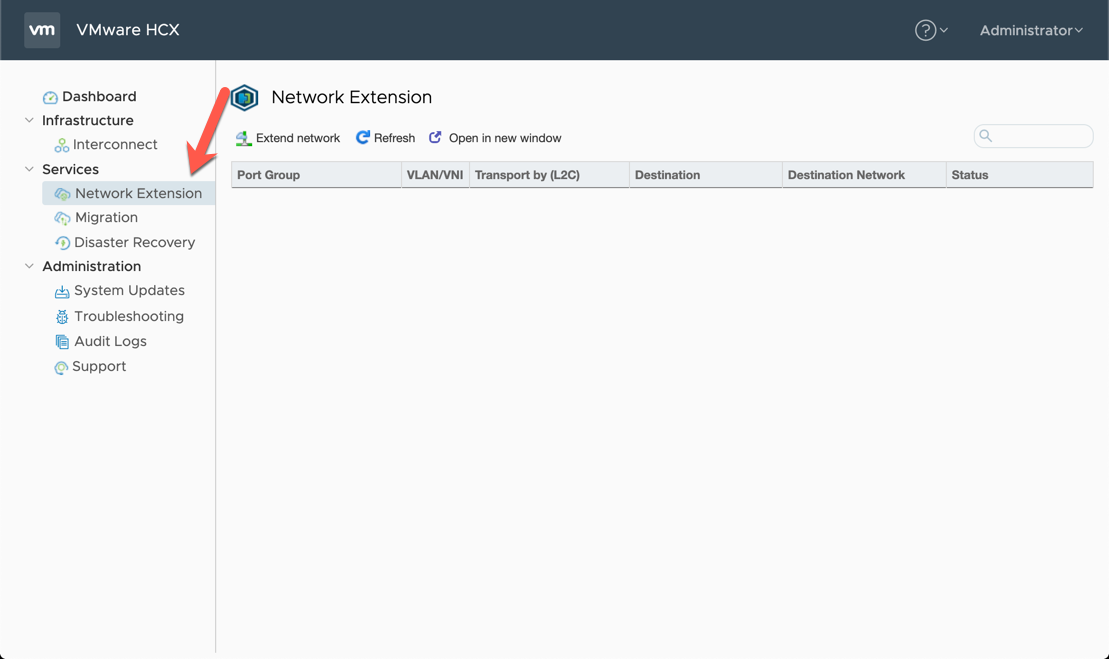 vm VMware HCX ? Administrator
Dashboard
Infrastructure
Interconnect
Services
Network Extension
Migration
Disaster Recovery
Administration
System Updates
Troubleshooting
Audit Logs
Support
Network Extension
Extend network Refresh Open in new window
Port Group VLAN/VNI Transport by (L2C) Destination Destination Network Status